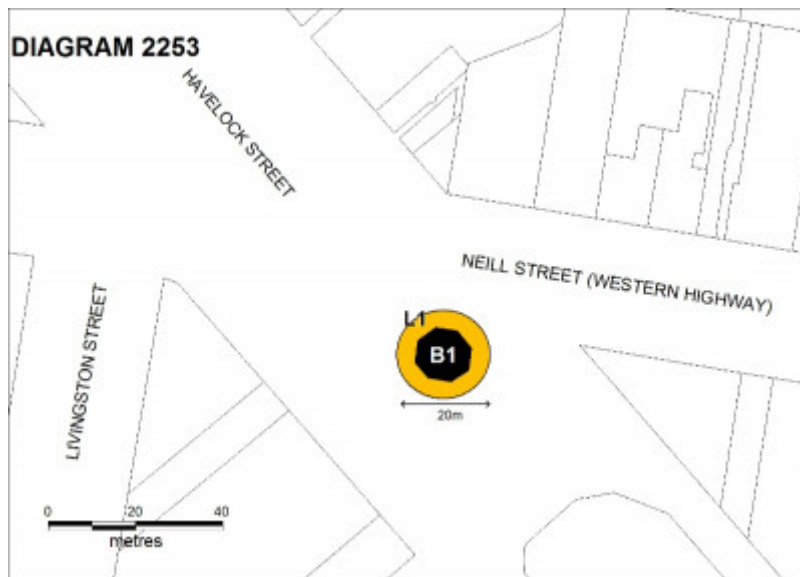 DIAGRAM 2253
HAVELOCK STREET
NEILL STREET (WESTERN HIGHWAY)
LIVINGSTON STREET
L1
B1
20m
0 20 40
metres